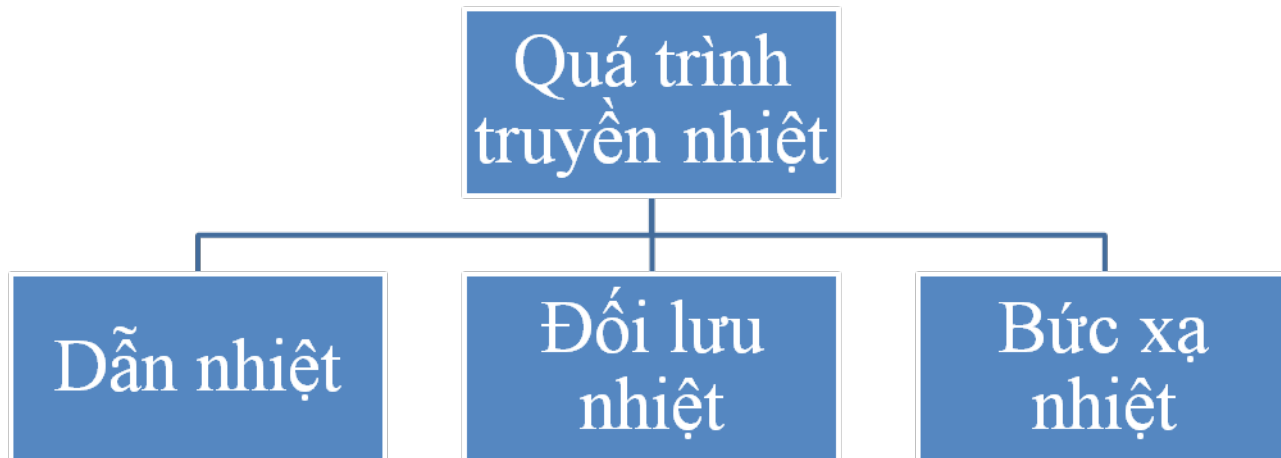 Quá trình
truyền nhiệt
Dẫn nhiệt
Đối lưu
nhiệt
Bức xạ
nhiệt